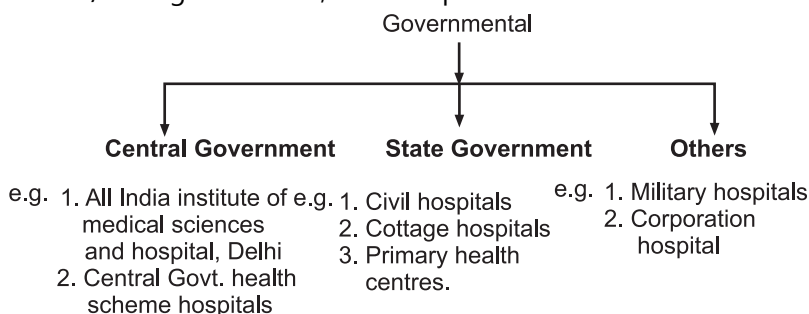 Governmental
Central Government
e.g. 1. All India institute of
medical sciences
and hospital, Delhi
2. Central Govt. health
scheme hospitals
State Government
e.g. 1. Civil hospitals
2. Cottage hospitals
3. Primary health
centres.
Others
e.g. 1. Military hospitals
2. Corporation
hospital